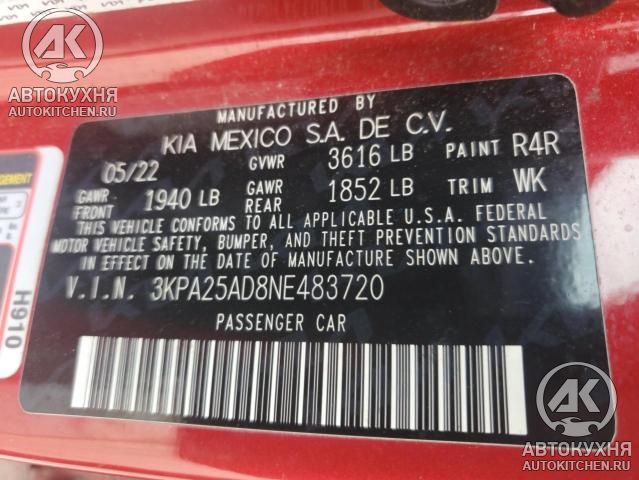 АВТОКУХНЯ
AUTOKITCHEN.RU
MANUFACTURED BY
KIA MEXICO S.A. DE C.V.
05/22 GVWR 3616 LB PAINT R4R
GAWR FRONT 1940 LB GAWR REAR 1852 LB TRIM WK
THIS VEHICLE CONFORMS TO ALL APPLICABLE U.S.A. FEDERAL
MOTOR VEHICLE SAFETY, BUMPER, AND THEFT PREVENTION STANDARDS
IN EFFECT ON THE DATE OF MANUFACTURE SHOWN ABOVE.
V.I.N. 3KPA25AD8NE483720
PASSENGER CAR
H910
AK
АВТОКУХНЯ
AUTOKITCHEN.RU